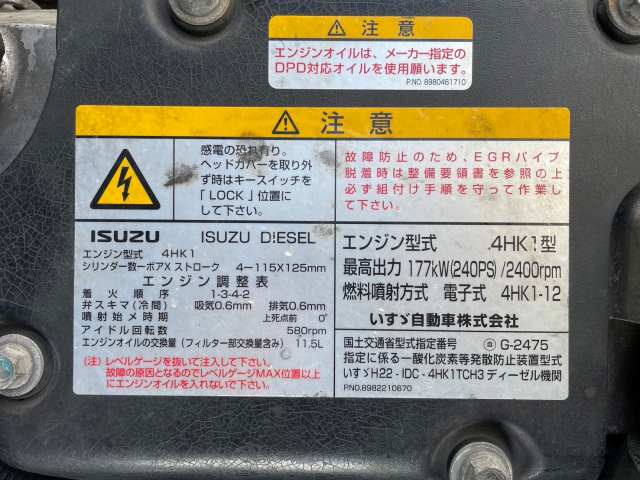 注意
エンジンオイルは、メーカー指定の
DPD対応オイルを使用願います。
P.NO. 8980461710
注意
感電の恐れ有り。
ヘッドカバーを取り外
ず時はキースイッチを
「LOCK」位置に
して下さい。
故障防止のため、EGRパイプ
脱着時は整備要領書を参照の上
必ず組付け手順を守って作業し
て下さい。
ISUZU ISUZU DIESEL
エンジン型式 4HK1
シリンダー数ーボアX ストローク 4－115X125mm
エンジン調整表
着火順序 1-3-4-2
弁スキマ(冷間) 吸気0.6mm 排気0.6mm
噴射始メ時期 上死点前 0°
アイドル回転数 580rpm
エンジンオイルの交換量(フィルター部交換量含み) 11.5L
(注)レベルゲージを抜いて注入して下さい。
故障の原因となるのでレベルゲージMAX位置以上
にエンジンオイルを入れないで下さい。
エンジン型式 4HK1型
最高出力 177kW(240PS)/2400rpm
燃料噴射方式 電子式 4HK1-12
いすゞ自動車株式会社
国土交通省型式指定番号 G-2475
指定に係る一酸化炭素等発散防止装置型式
いすゞH22-IDC-4HK1TCH3ディーゼル機関
P.NO. 8982210670